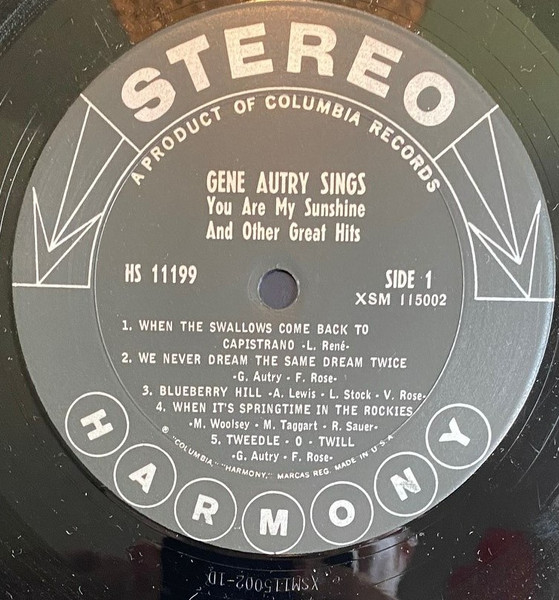 STEREO
A PRODUCT OF COLUMBIA RECORDS
GENE AUTRY SINGS
You Are My Sunshine
And Other Great Hits
HS 11199
SIDE 1
XSM 115002
1. WHEN THE SWALLOWS COME BACK TO
CAPISTRANO -L. René-
2. WE NEVER DREAM THE SAME DREAM TWICE
-G. Autry - F. Rose-
3. BLUEBERRY HILL -A. Lewis - L. Stock - V. Rose-
4. WHEN IT'S SPRINGTIME IN THE ROCKIES
-M. Woolsey - M. Taggart - R. Sauer-
5. TWEEDLE - O - TWILL
-G. Autry - F. Rose-
®. "COLUMBIA," "HARMONY," MARCAS REG. MADE IN U.S.A.
HARMONY
XSM115002-1D